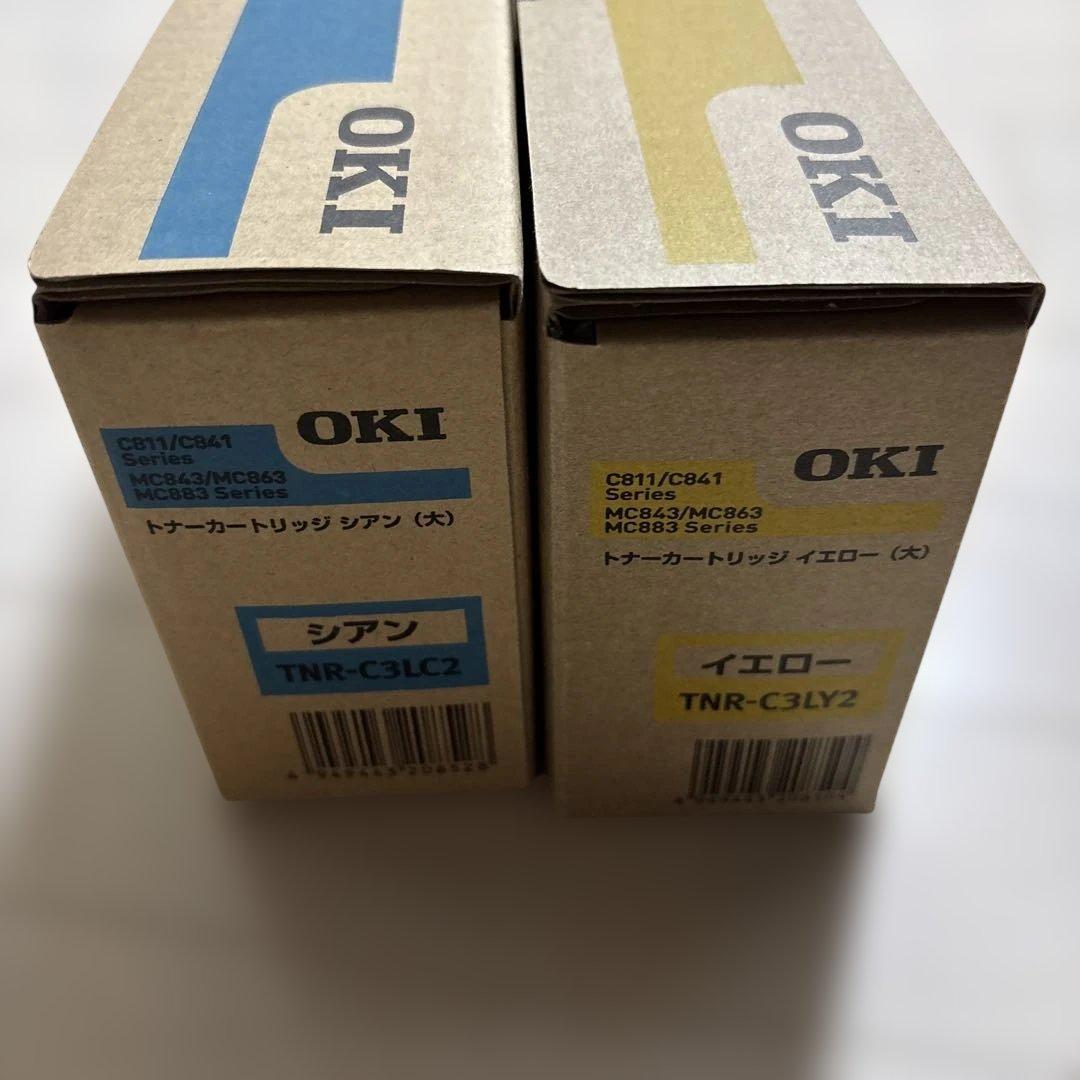 OKI
OKI
C811/C841
Series
MC843/MC863
MC883 Series
OKI
トナーカートリッジ シアン（大）
シアン
TNR-C3LC2
C811/C841
Series
MC843/MC863
MC883 Series
OKI
トナーカートリッジ イエロー（大）
イエロー
TNR-C3LY2